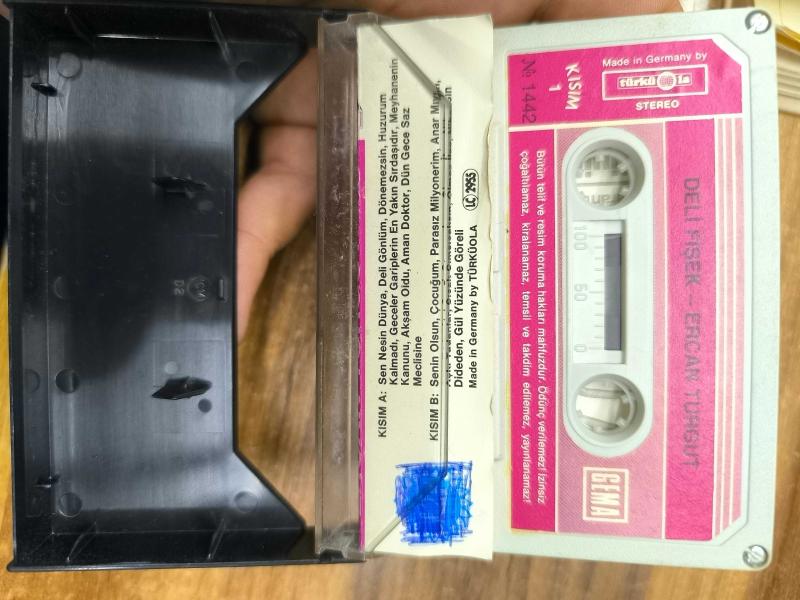 KISIM A: Sen Nesin Dünya, Deli Gönlüm, Dönemezsin, Huzurum
Kalmadı, Geceler Gariplerin En Yakın Sırdaşıdır, Meyhanenin
Kanunu, Akşam Oldu, Aman Doktor, Dün Gece Saz
Meclisine
KISIM B: Senin Olsun, Çocuğum, Parasız Milyonerim, Anar
Dideden, Gül Yüzünde Göreli
Made in Germany by TÜRKÜOLA LC 2955
Made in Germany by
türküola
STEREO
KISIM
1
№ 1442
DELİ FİŞEK -- ERCAN TURGUT
100 50 0
GEMA
Bütün telif ve resim koruma hakları mahfuzdur. Ödünç verilemez! İzinsiz
çoğaltılamaz, kiralanamaz, temsil ve takdim edilemez, yayınlanamaz!